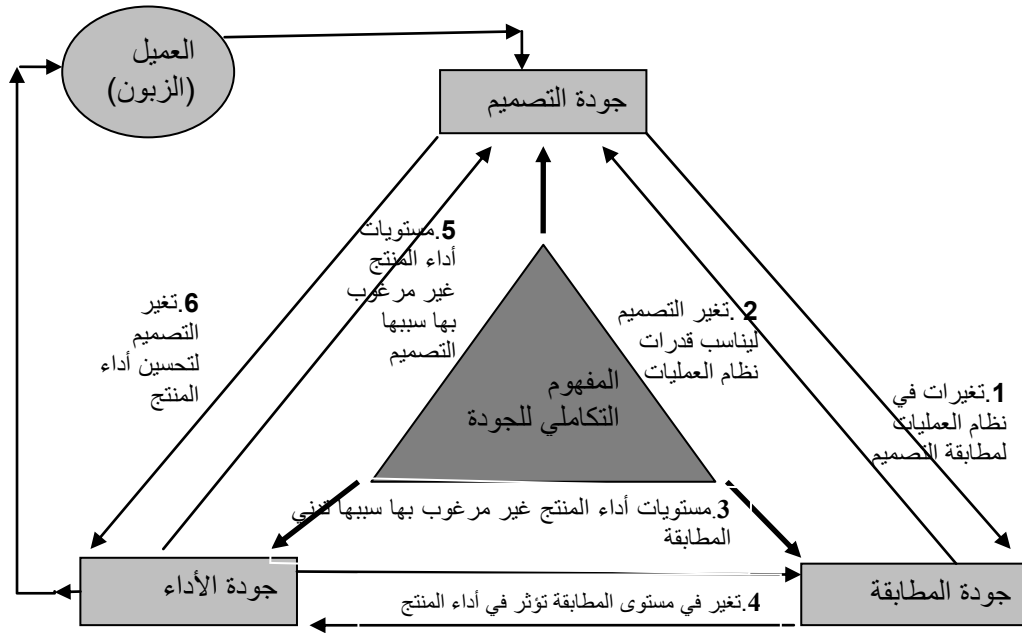 العميل
(الزبون)
جودة التصميم
5.مستويات
أداء المنتج
غير مرغوب
بها سببها
التصميم
6.تغير
التصميم
لتحسين أداء
المنتج
2 .تغير التصميم
ليناسب قدرات
نظام العمليات
المفهوم
التكاملي للجودة
1.تغيرات في
نظام العمليات
لمطابقة التصميم
3.مستويات أداء المنتج غير مرغوب بها سببها تدني
المطابقة
جودة الأداء
جودة المطابقة
4.تغير في مستوى المطابقة تؤثر في أداء المنتج